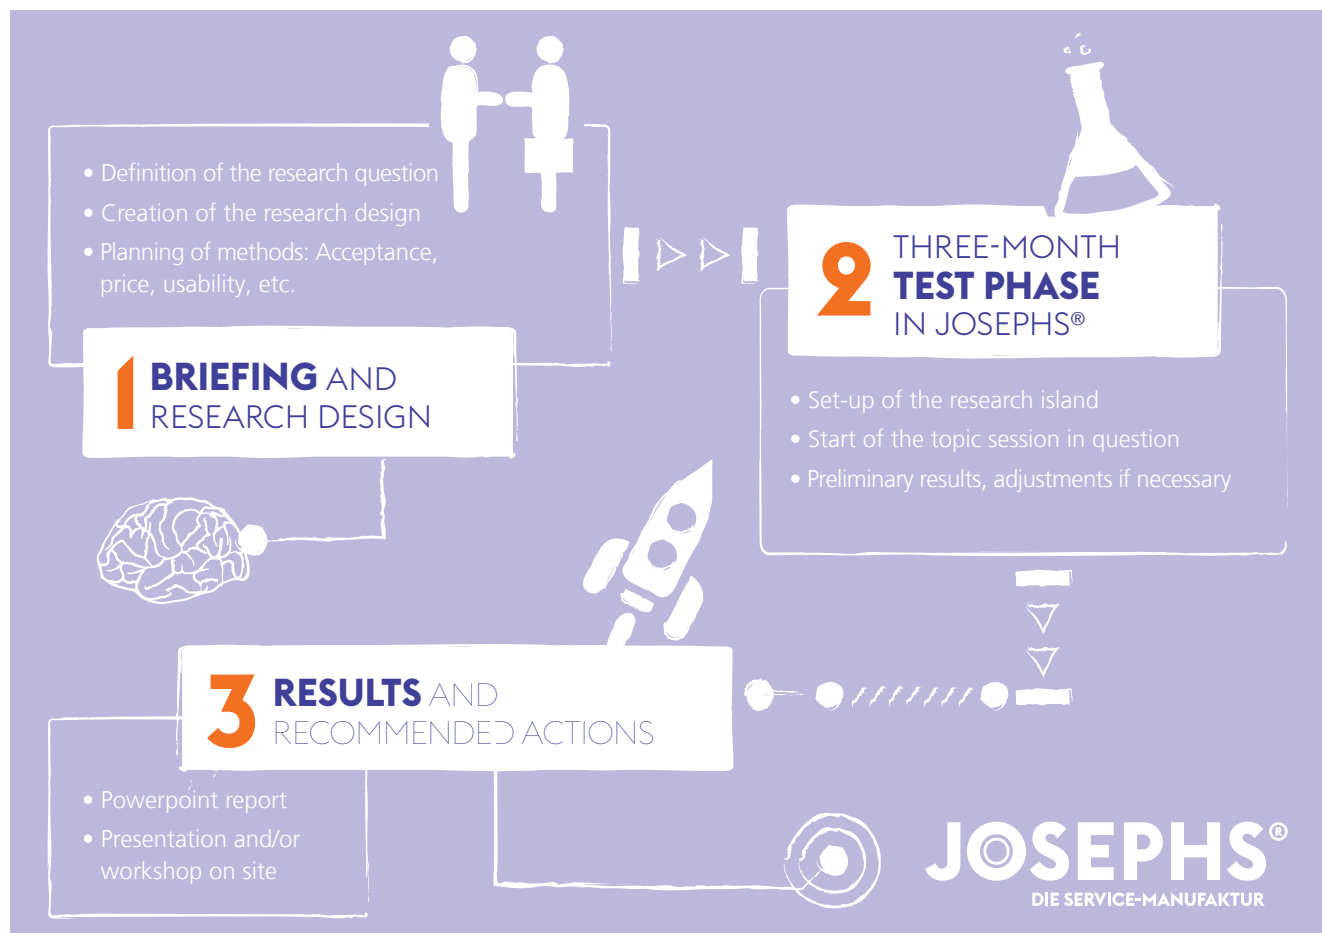 • Definition of the research question
• Creation of the research design
• Planning of methods: Acceptance,
price, usability, etc.
1 BRIEFING AND
RESEARCH DESIGN
2 THREE-MONTH
TEST PHASE
IN JOSEPHS®
• Set-up of the research island
• Start of the topic session in question
• Preliminary results, adjustments if necessary
3 RESULTS AND
RECOMMENDED ACTIONS
• Powerpoint report
• Presentation and/or
workshop on site
JOSEPHS®
DIE SERVICE-MANUFAKTUR